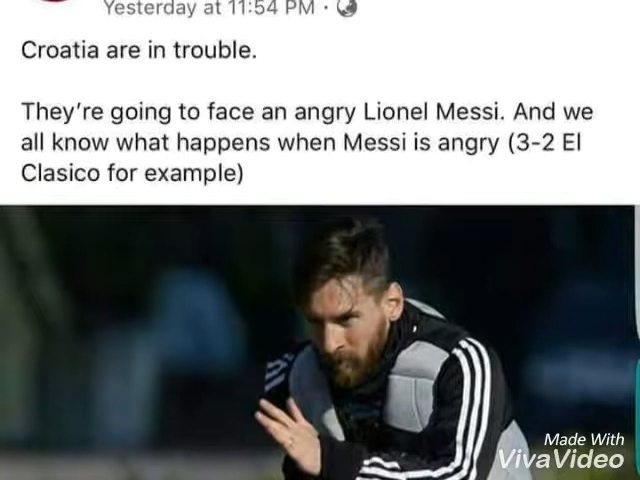 Yesterday at 11:54 PM ·
Croatia are in trouble.
They're going to face an angry Lionel Messi. And we
all know what happens when Messi is angry (3-2 El
Clasico for example)
Made With
VivaVideo